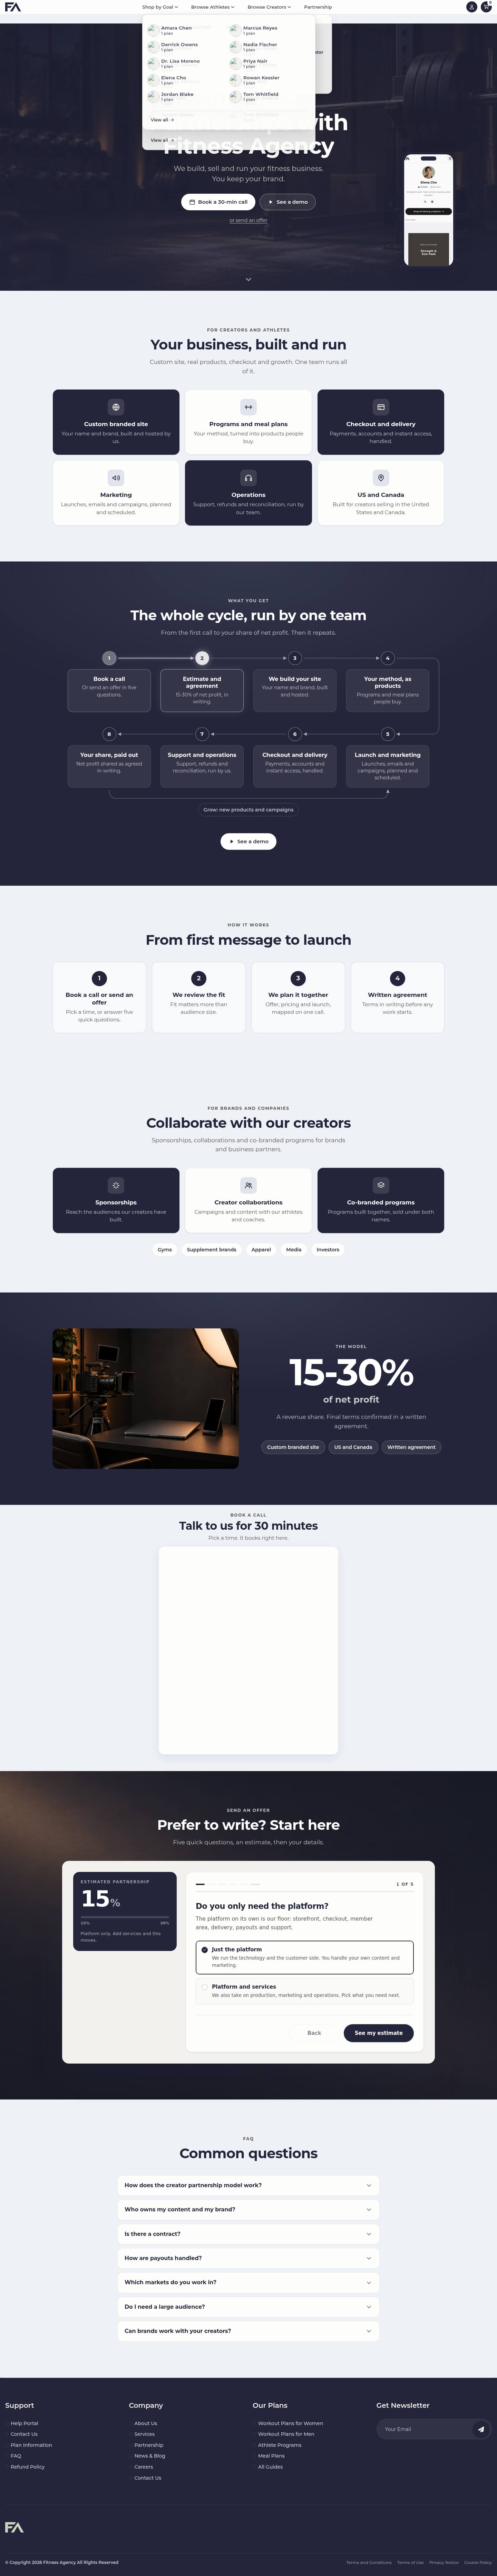 FA
Shop by Goal
Browse Athletes
Browse Creators
Partnership
Amara Chen
1 plan
Marcus Reyes
1 plan
Derrick Owens
1 plan
Nadia Fischer
1 plan
Dr. Lisa Moreno
1 plan
Priya Nair
1 plan
Elena Cho
1 plan
Rowan Kessler
1 plan
Jordan Blake
1 plan
Tom Whitfield
1 plan
View all →
View all →
with
Fitness Agency
We build, sell and run your fitness business.
You keep your brand.
Book a 30-min call
See a demo
or send an offer
Elena Cho
FOR CREATORS AND ATHLETES
Your business, built and run
Custom site, real products, checkout and growth. One team runs all
of it.
Custom branded site
Your name and brand, built and hosted by
us.
Programs and meal plans
Your method, turned into products people
buy.
Checkout and delivery
Payments, accounts and instant access,
handled.
Marketing
Launches, emails and campaigns, planned
and scheduled.
Operations
Support, refunds and reconciliation, run by
our team.
US and Canada
Built for creators selling in the United
States and Canada.
WHAT YOU GET
The whole cycle, run by one team
From the first call to your share of net profit. Then it repeats.
1
2
3
4
Book a call
Or send an offer in five
questions.
Estimate and
agreement
15-30% of net profit, in
writing.
We build your site
Your name and brand, built
and hosted.
Your method, as
products
Programs and meal plans
people buy.
8
7
6
5
Your share, paid out
Net profit shared as agreed
in writing.
Support and operations
Support, refunds and
reconciliation, run by us.
Checkout and delivery
Payments, accounts and
instant access, handled.
Launch and marketing
Launches, emails and
campaigns, planned and
scheduled.
Grow: new products and campaigns
See a demo
HOW IT WORKS
From first message to launch
1
Book a call or send an
offer
Pick a time, or answer five
quick questions.
2
We review the fit
Fit matters more than
audience size.
3
We plan it together
Offer, pricing and launch,
mapped on one call.
4
Written agreement
Terms in writing before any
work starts.
FOR BRANDS AND COMPANIES
Collaborate with our creators
Sponsorships, collaborations and co-branded programs for brands
and business partners.
Sponsorships
Reach the audiences our creators have
built.
Creator collaborations
Campaigns and content with our athletes
and coaches.
Co-branded programs
Programs built together, sold under both
names.
Gyms
Supplement brands
Apparel
Media
Investors
THE MODEL
15-30%
of net profit
A revenue share. Final terms confirmed in a written
agreement.
Custom branded site
US and Canada
Written agreement
BOOK A CALL
Talk to us for 30 minutes
Pick a time. It books right here.
SEND AN OFFER
Prefer to write? Start here
Five quick questions, an estimate, then your details.
ESTIMATED PARTNERSHIP
15%
15%
30%
Platform only. Add services and this
moves.
1 OF 5
Do you only need the platform?
The platform on its own is our floor: storefront, checkout, member
area, delivery, payouts and support.
Just the platform
We run the technology and the customer side. You handle your own content and
marketing.
Platform and services
We also take on production, marketing and operations. Pick what you need next.
Back
See my estimate
FAQ
Common questions
How does the creator partnership model work?
Who owns my content and my brand?
Is there a contract?
How are payouts handled?
Which markets do you work in?
Do I need a large audience?
Can brands work with your creators?
Support
Help Portal
Contact Us
Plan Information
FAQ
Refund Policy
Company
About Us
Services
Partnership
News & Blog
Careers
Contact Us
Our Plans
Workout Plans for Women
Workout Plans for Men
Athlete Programs
Meal Plans
All Guides
Get Newsletter
Your Email
FA
© Copyright 2026 Fitness Agency All Rights Reserved
Terms and Conditions
Terms of Use
Privacy Notice
Cookie Policy